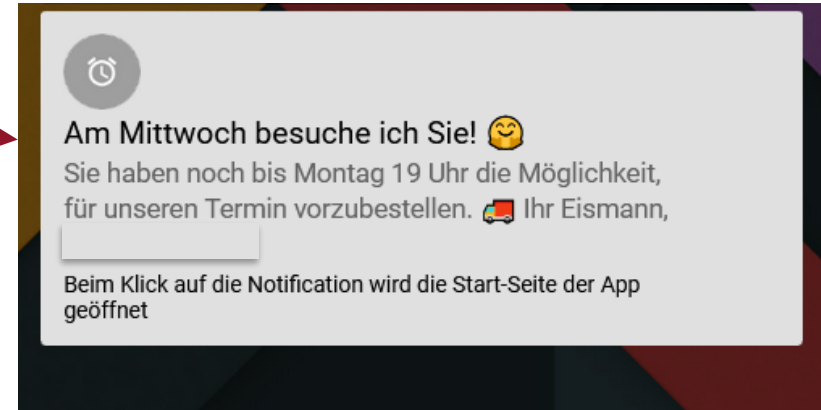 Am Mittwoch besuche ich Sie! 🤗
Sie haben noch bis Montag 19 Uhr die Möglichkeit,
für unseren Termin vorzubestellen. 🚚 Ihr Eismann,
Beim Klick auf die Notification wird die Start-Seite der App
geöffnet